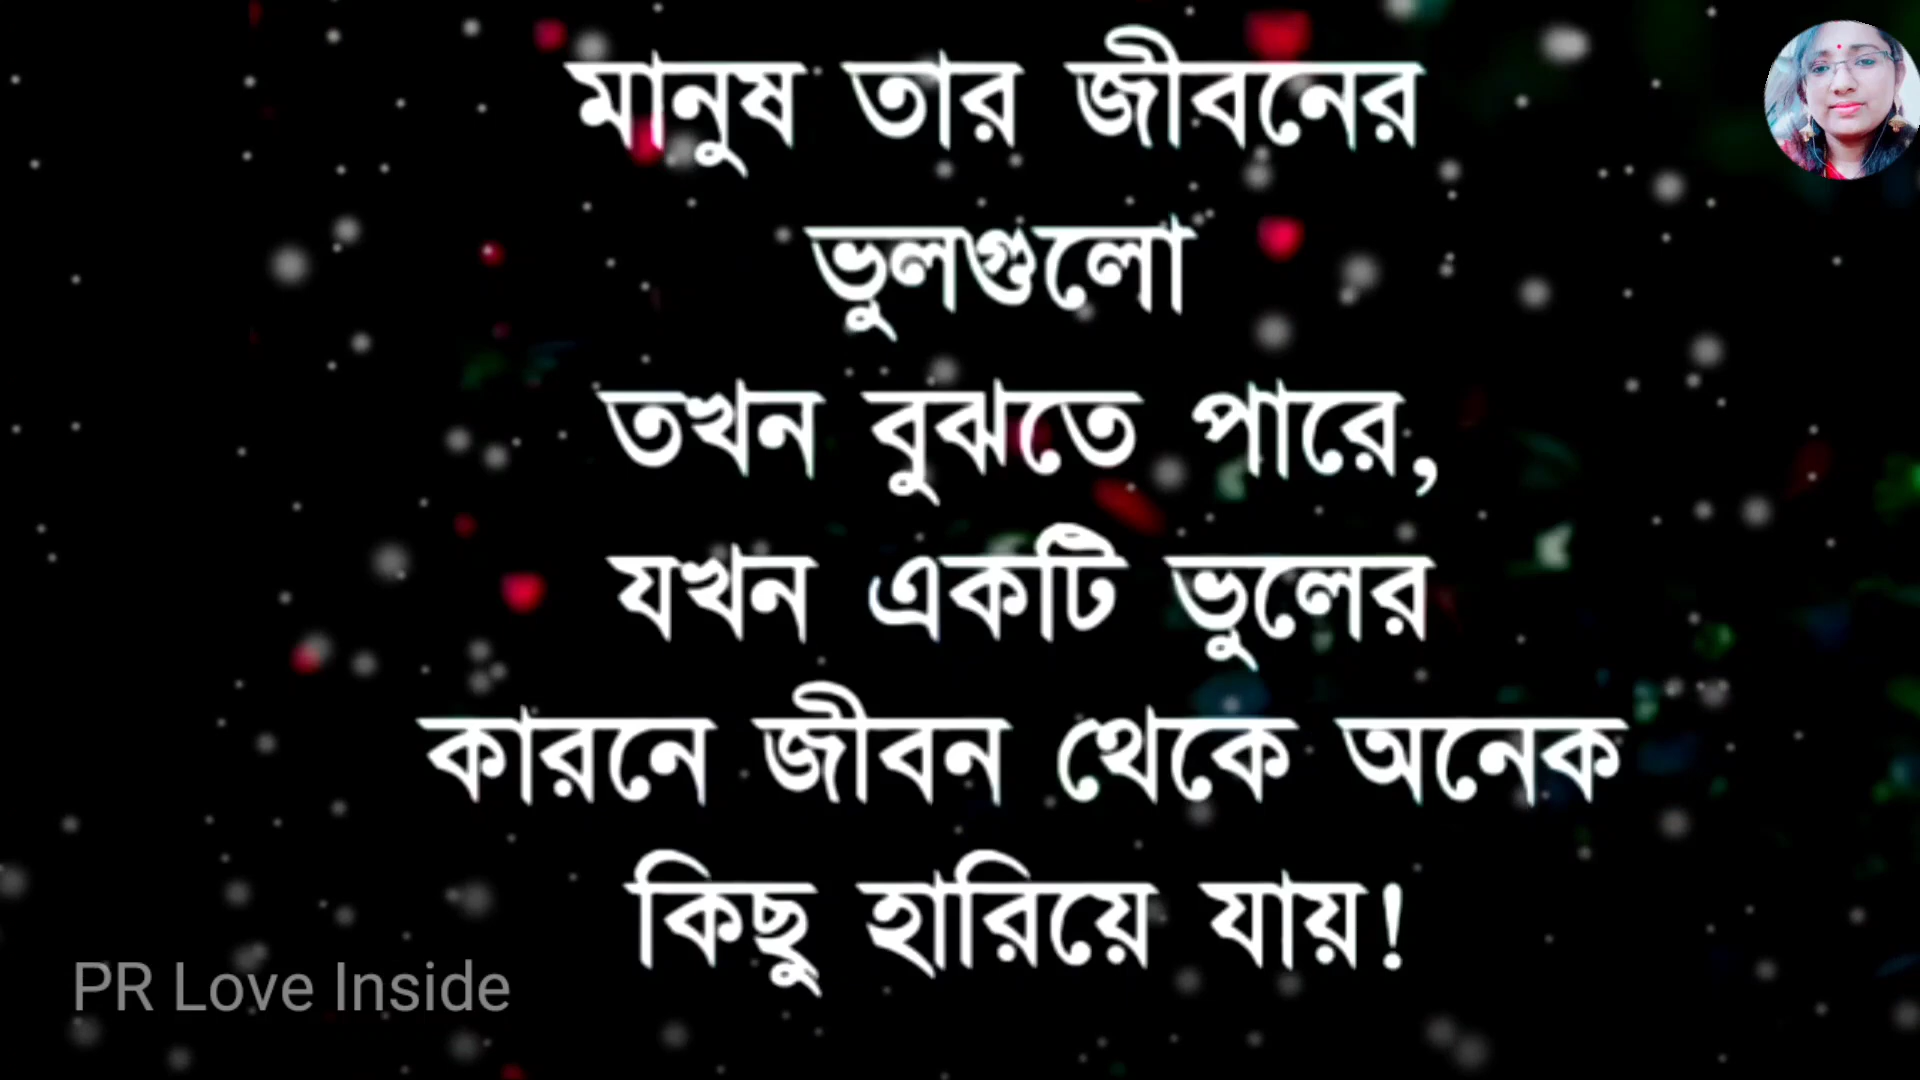 মানুষ তার জীবনের
ভুলগুলো
তখন বুঝতে পারে,
যখন একটি ভুলের
কারনে জীবন থেকে অনেক
কিছু হারিয়ে যায়!
PR Love Inside